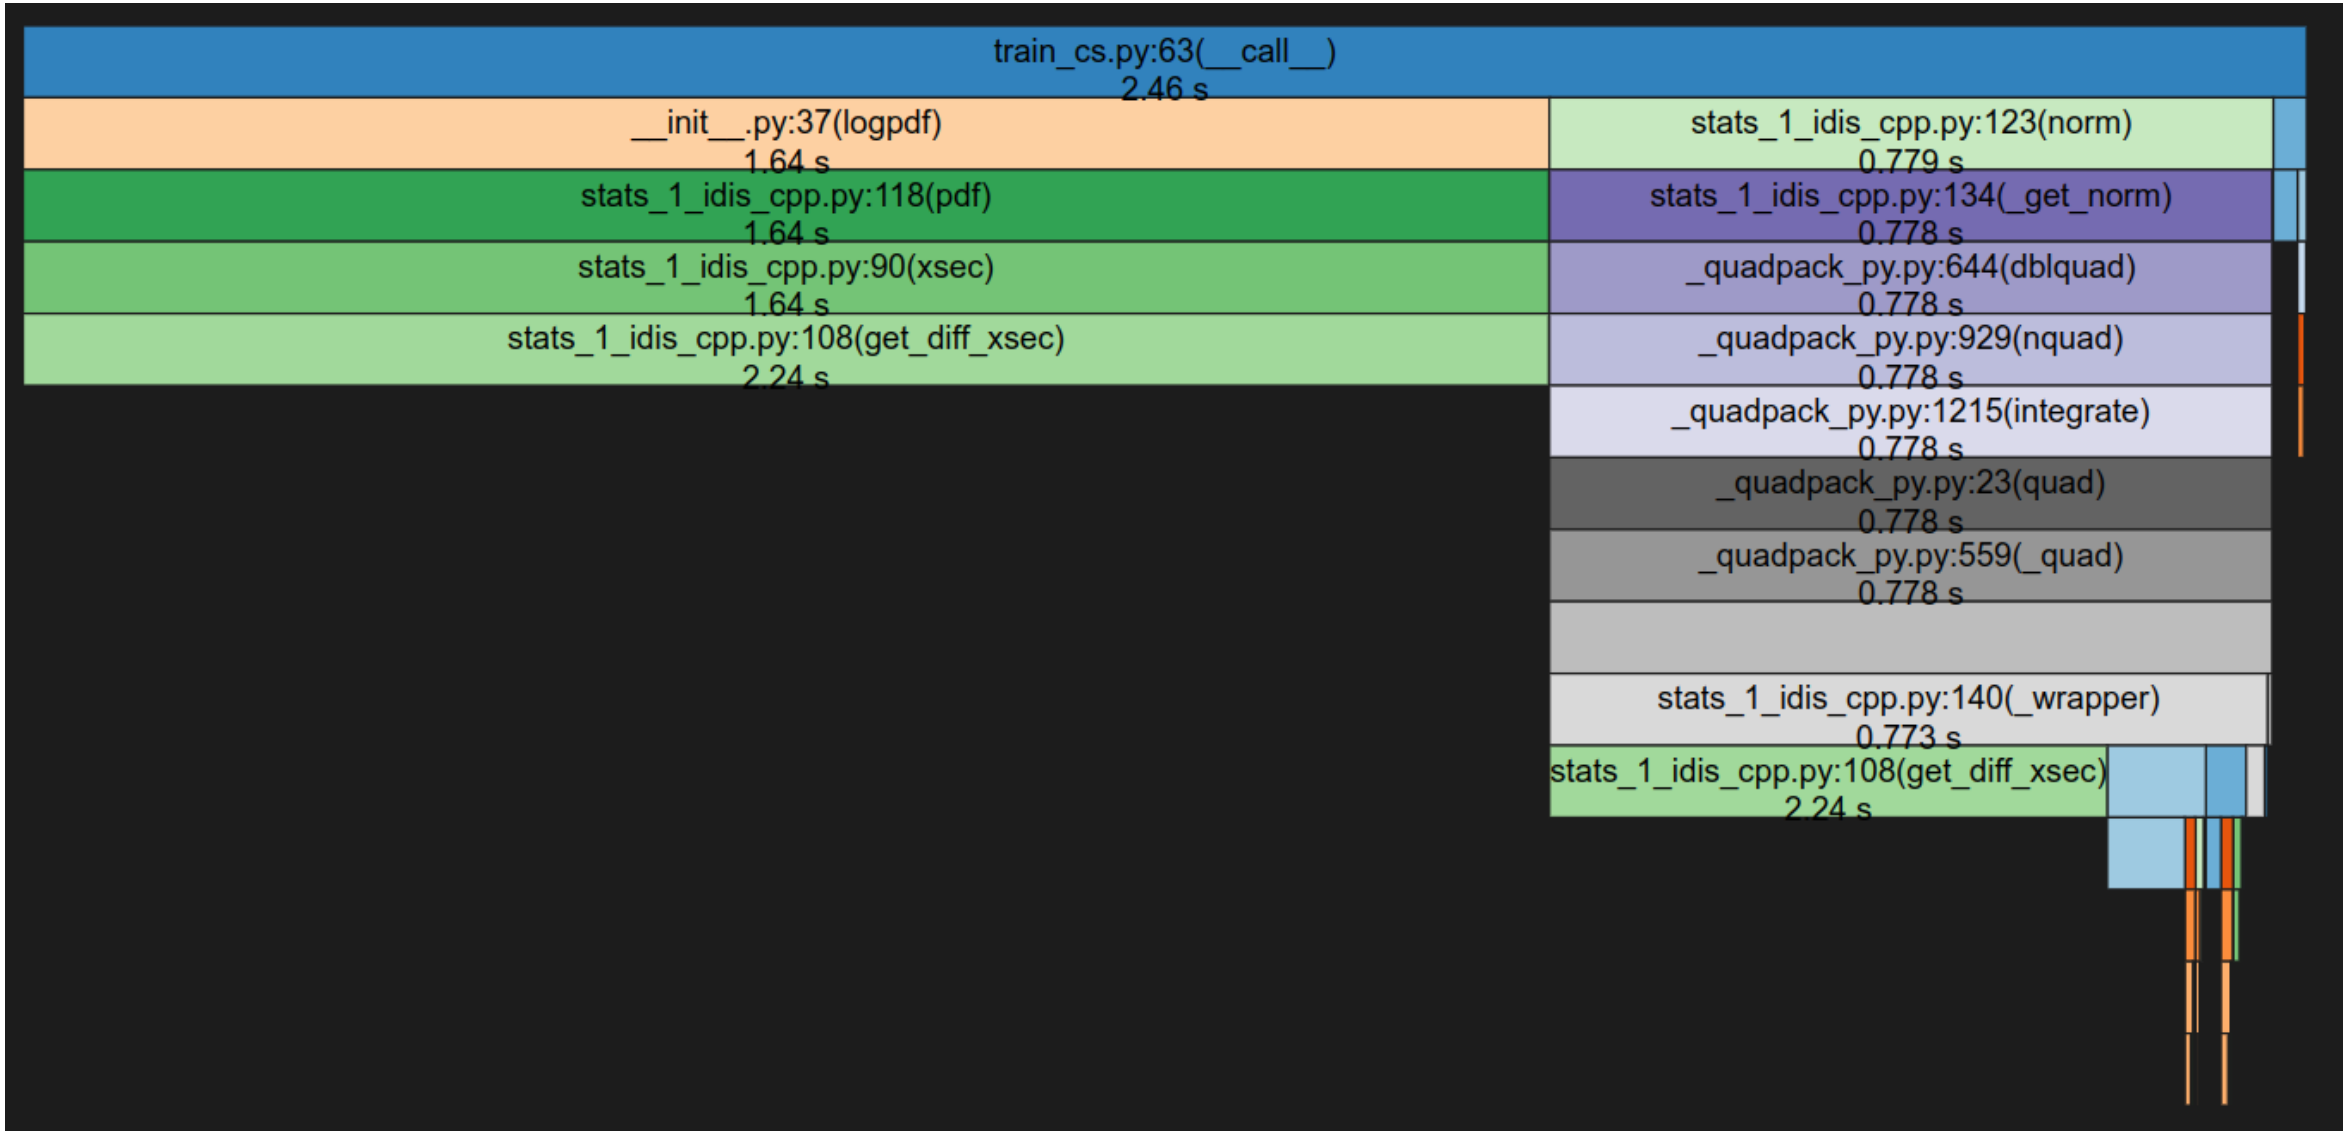 train_cs.py:63(__call__)
2.46 s
__init__.py:37(logpdf)
1.64 s
stats_1_idis_cpp.py:123(norm)
0.779 s
stats_1_idis_cpp.py:118(pdf)
1.64 s
stats_1_idis_cpp.py:134(_get_norm)
0.778 s
stats_1_idis_cpp.py:90(xsec)
1.64 s
_quadpack_py.py:644(dblquad)
0.778 s
stats_1_idis_cpp.py:108(get_diff_xsec)
2.24 s
_quadpack_py.py:929(nquad)
0.778 s
_quadpack_py.py:1215(integrate)
0.778 s
_quadpack_py.py:23(quad)
0.778 s
_quadpack_py.py:559(_quad)
0.778 s
stats_1_idis_cpp.py:140(_wrapper)
0.773 s
stats_1_idis_cpp.py:108(get_diff_xsec)
2.24 s